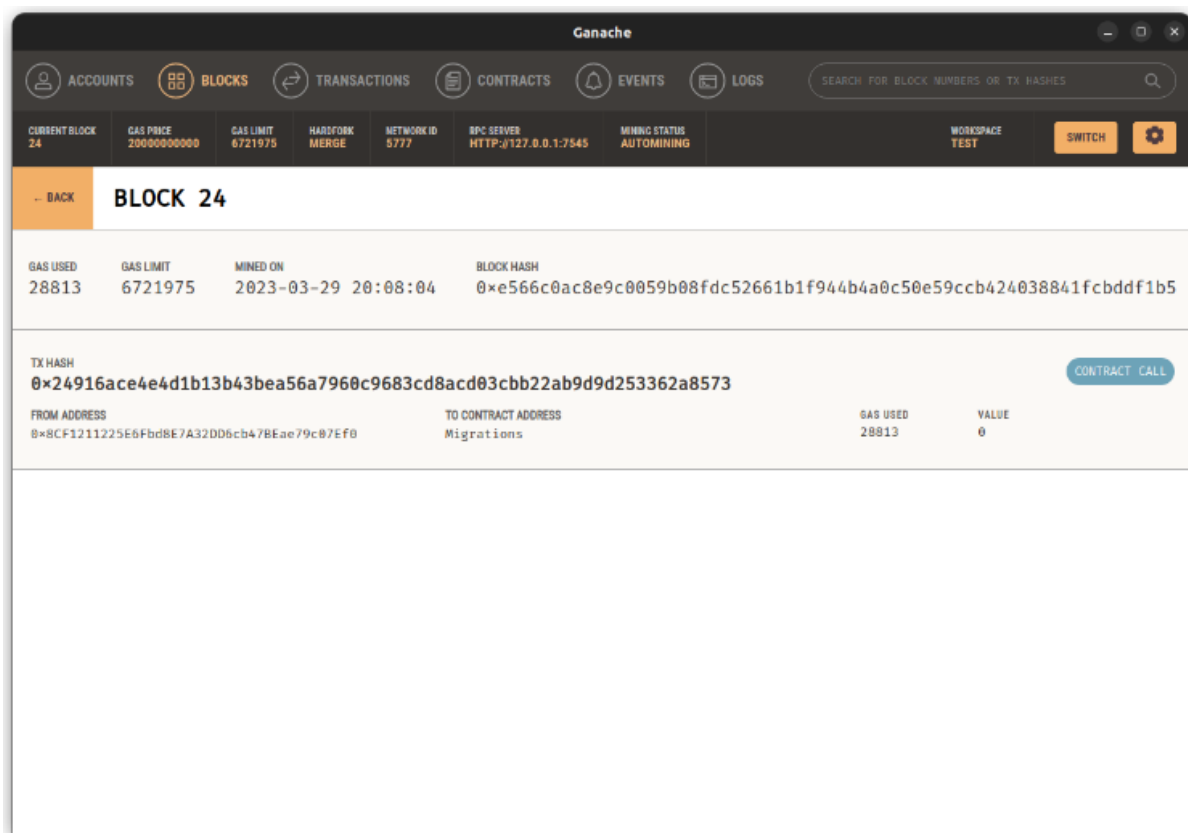 Ganache
ACCOUNTS BLOCKS TRANSACTIONS CONTRACTS EVENTS LOGS SEARCH FOR BLOCK NUMBERS OR TX HASHES
CURRENT BLOCK GAS PRICE GAS LIMIT HARDFORK NETWORK ID RPC SERVER MINING STATUS WORKSPACE
24 20000000000 6721975 MERGE 5777 HTTP://127.0.0.1:7545 AUTOMINING TEST SWITCH
← BACK BLOCK 24
GAS USED GAS LIMIT MINED ON BLOCK HASH
28813 6721975 2023-03-29 20:08:04 0×e566c0ac8e9c0059b08fdc52661b1f944b4a0c50e59ccb424038841fcbddf1b5
TX HASH
0×24916ace4e4d1b13b43bea56a7960c9683cd8acd03cbb22ab9d9d253362a8573 CONTRACT CALL
FROM ADDRESS TO CONTRACT ADDRESS GAS USED VALUE
0×8CF1211225E6Fbd8E7A32DD6cb47BEae79c07Ef0 Migrations 28813 0